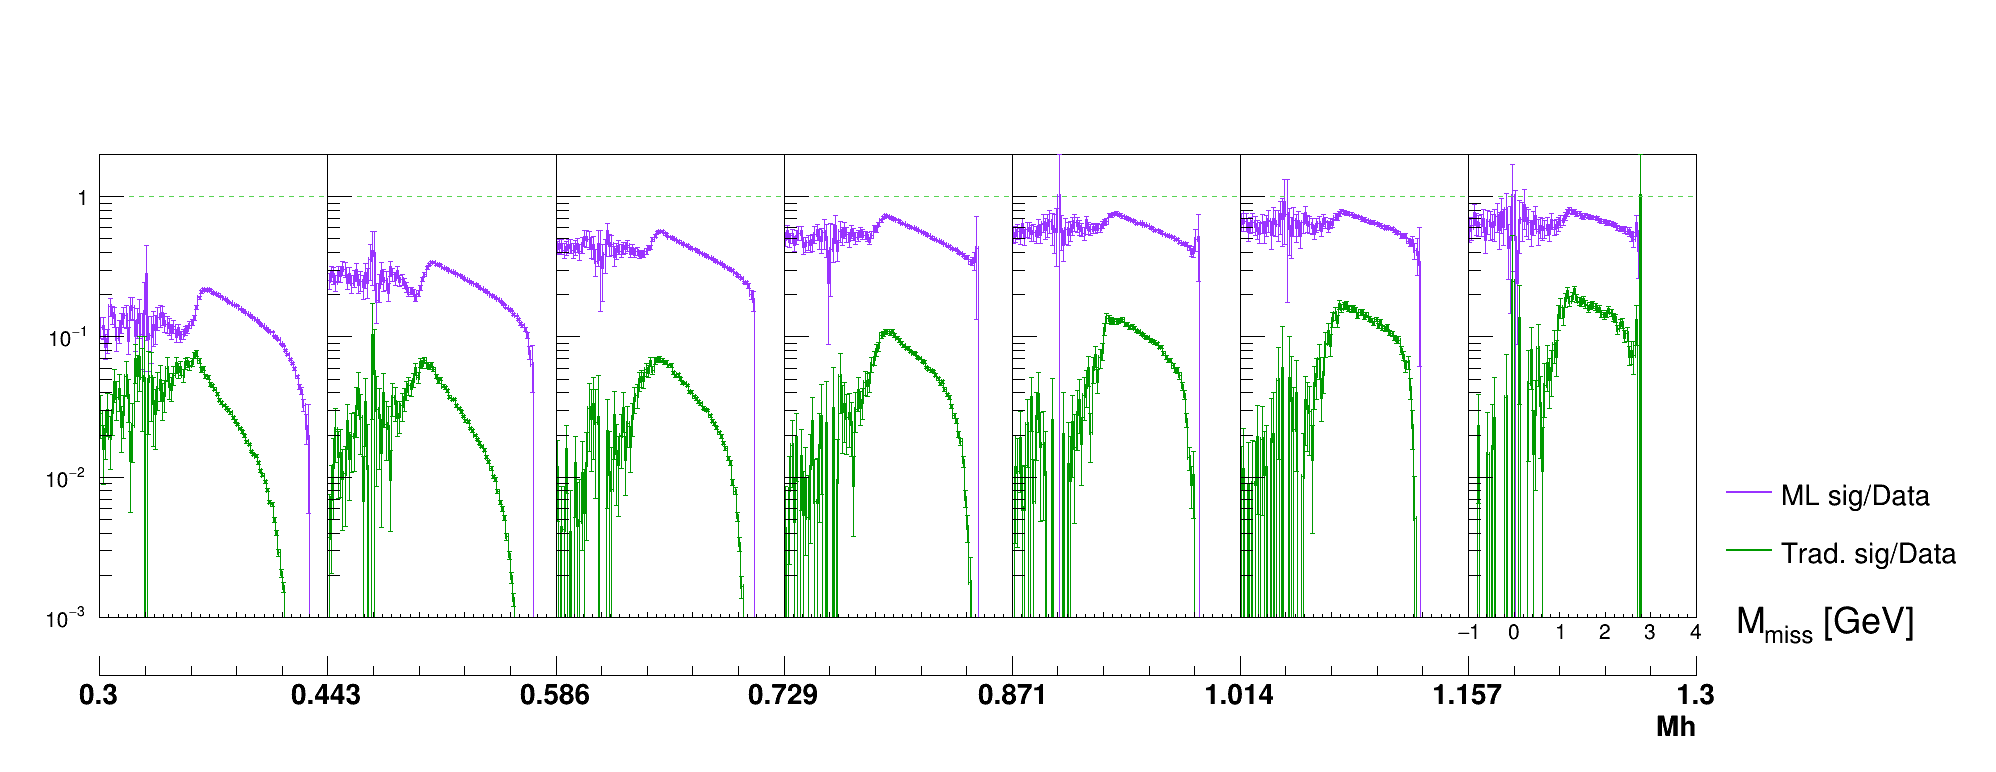 1
10⁻¹
10⁻²
10⁻³
ML sig/Data
Trad. sig/Data
−1 0 1 2 3 4
M_miss [GeV]
0.3 0.443 0.586 0.729 0.871 1.014 1.157 1.3
Mh